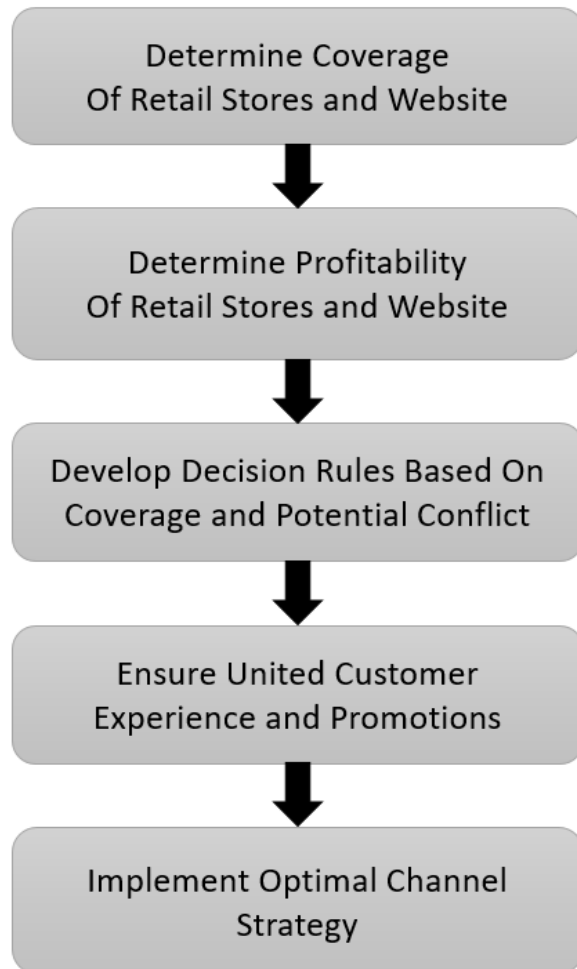 Determine Coverage
Of Retail Stores and Website
Determine Profitability
Of Retail Stores and Website
Develop Decision Rules Based On
Coverage and Potential Conflict
Ensure United Customer
Experience and Promotions
Implement Optimal Channel
Strategy